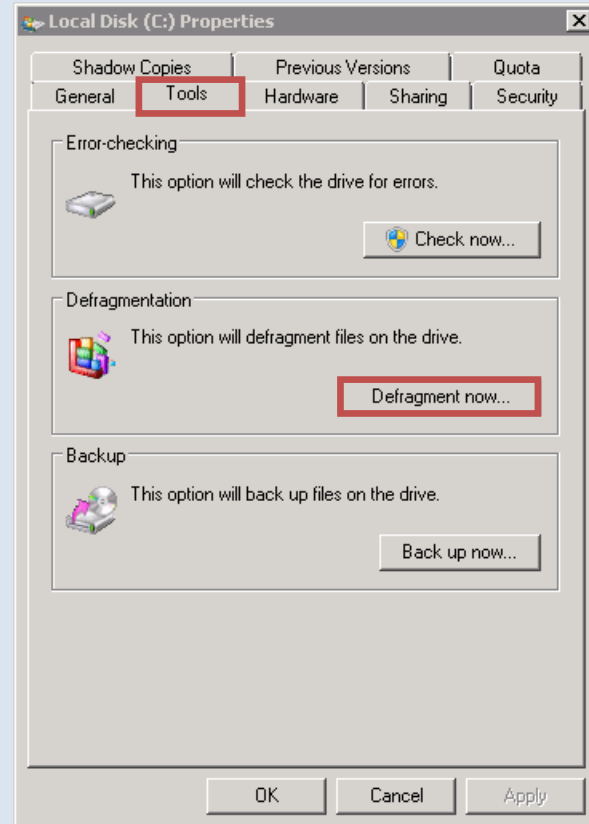 Local Disk (C:) Properties
Shadow Copies Previous Versions Quota
General Tools Hardware Sharing Security
Error-checking
This option will check the drive for errors.
Check now...
Defragmentation
This option will defragment files on the drive.
Defragment now...
Backup
This option will back up files on the drive.
Back up now...
OK Cancel Apply